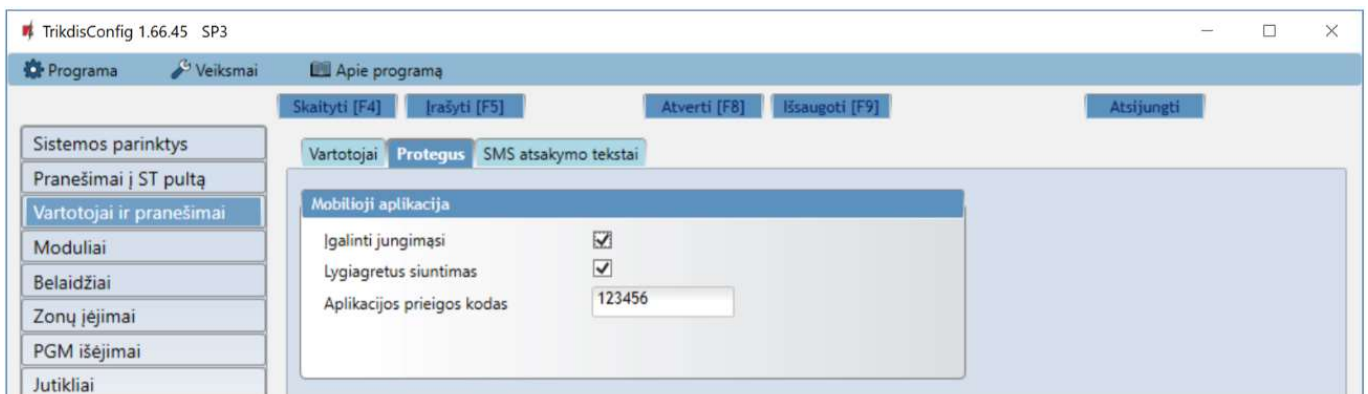 TrikdisConfig 1.66.45 SP3
Programa Veiksmai Apie programą
Skaityti [F4] Įrašyti [F5] Atverti [F8] Išsaugoti [F9] Atsijungti
Sistemos parinktys
Pranešimai į ST pultą
Vartotojai ir pranešimai
Moduliai
Belaidžiai
Zonų įėjimai
PGM išėjimai
Jutikliai
Vartotojai Protegus SMS atsakymo tekstai
Mobilioji aplikacija
Įgalinti jungimąsi
Lygiagretus siuntimas
Aplikacijos prieigos kodas 123456